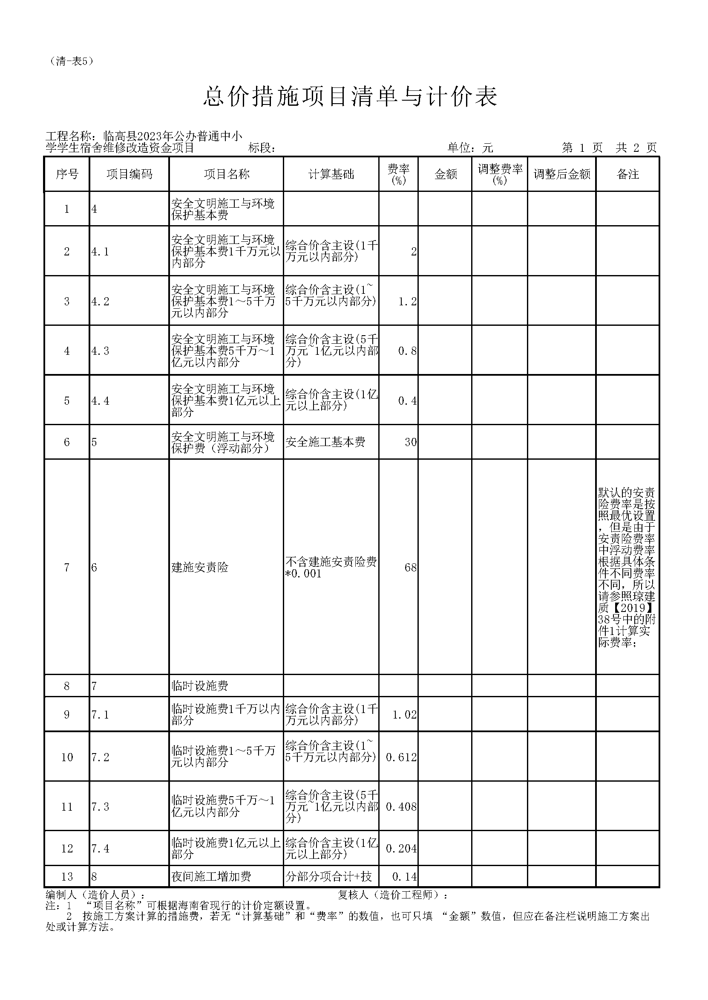 （清-表5）
总价措施项目清单与计价表
工程名称：临高县2023年公办普通中小
学学生宿舍维修改造资金项目 标段： 单位：元 第 1 页 共 2 页
序号 项目编码 项目名称 计算基础 费率 (%) 金额 调整费率 (%) 调整后金额 备注
1 4 安全文明施工与环境
保护基本费
2 4.1 安全文明施工与环境
保护基本费1千万元以
内部分
综合价含主设(1千
万元以内部分)
2
3 4.2 安全文明施工与环境
保护基本费1～5千万
元以内部分
综合价含主设(1~
5千万元以内部分)
1.2
4 4.3 安全文明施工与环境
保护基本费5千万～1
亿元以内部分
综合价含主设(5千
万元~1亿元以内部
分)
0.8
5 4.4 安全文明施工与环境
保护基本费1亿元以上
部分
综合价含主设(1亿
元以上部分)
0.4
6 5 安全文明施工与环境
保护费（浮动部分）
安全施工基本费 30
7 6 建施安责险
不含建施安责险费
*0.001
68
默认的安责
险费率是按
照最优设置
，但是由于
安责险费率
中浮动费率
根据具体条
件不同费率
不同，所以
请参照琼建
质【2019】
38号中的附
件1计算实
际费率；
8 7 临时设施费
9 7.1 临时设施费1千万以内
部分
综合价含主设(1千
万元以内部分)
1.02
10 7.2 临时设施费1～5千万
元以内部分
综合价含主设(1~
5千万元以内部分)
0.612
11 7.3 临时设施费5千万～1
亿元以内部分
综合价含主设(5千
万元~1亿元以内部
分)
0.408
12 7.4 临时设施费1亿元以上
部分
综合价含主设(1亿
元以上部分)
0.204
13 8 夜间施工增加费 分部分项合计+技 0.14
编制人（造价人员）： 复核人（造价工程师）：
注：1 “项目名称”可根据海南省现行的计价定额设置。
2 按施工方案计算的措施费，若无“计算基础”和“费率”的数值，也可只填 “金额”数值，但应在备注栏说明施工方案出
处或计算方法。